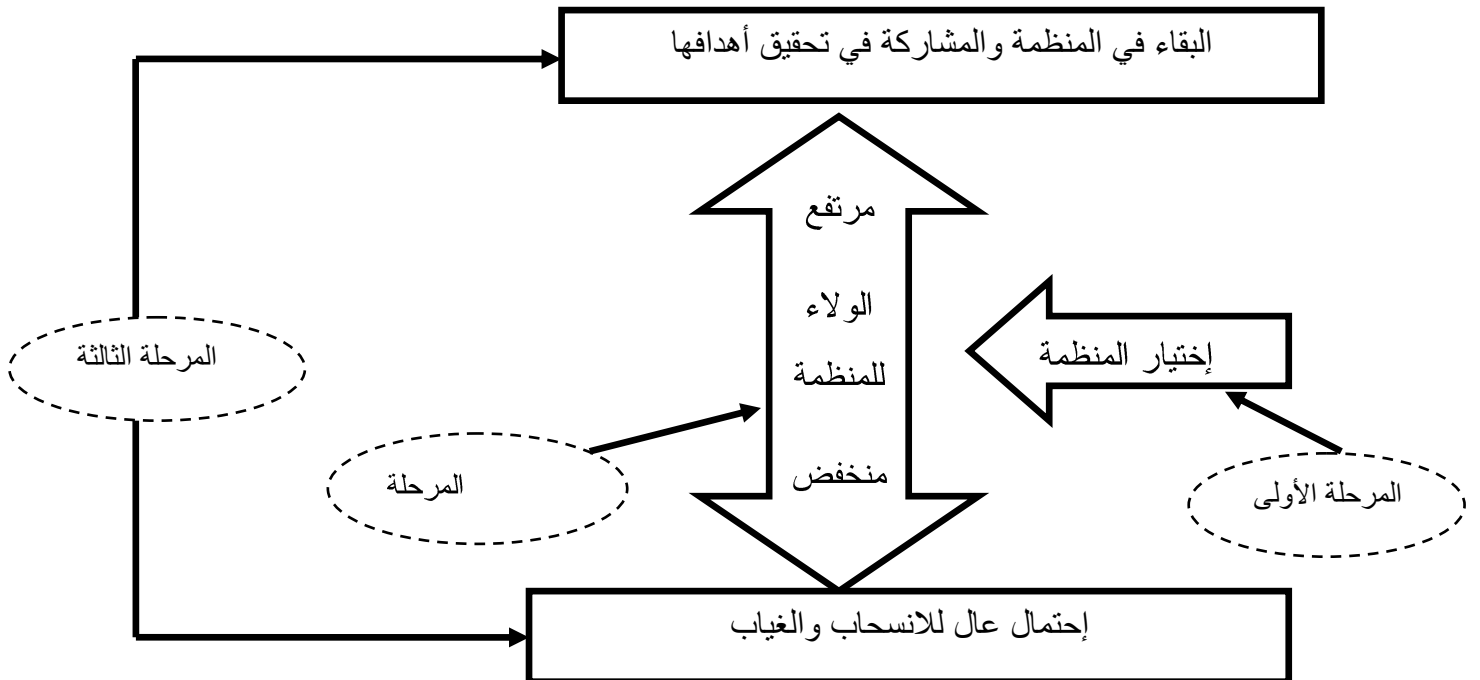 البقاء في المنظمة والمشاركة في تحقيق أهدافها
مرتفع
الولاء
للمنظمة
منخفض
إختيار المنظمة
المرحلة الأولى
المرحلة
المرحلة الثالثة
إحتمال عال للانسحاب والغياب